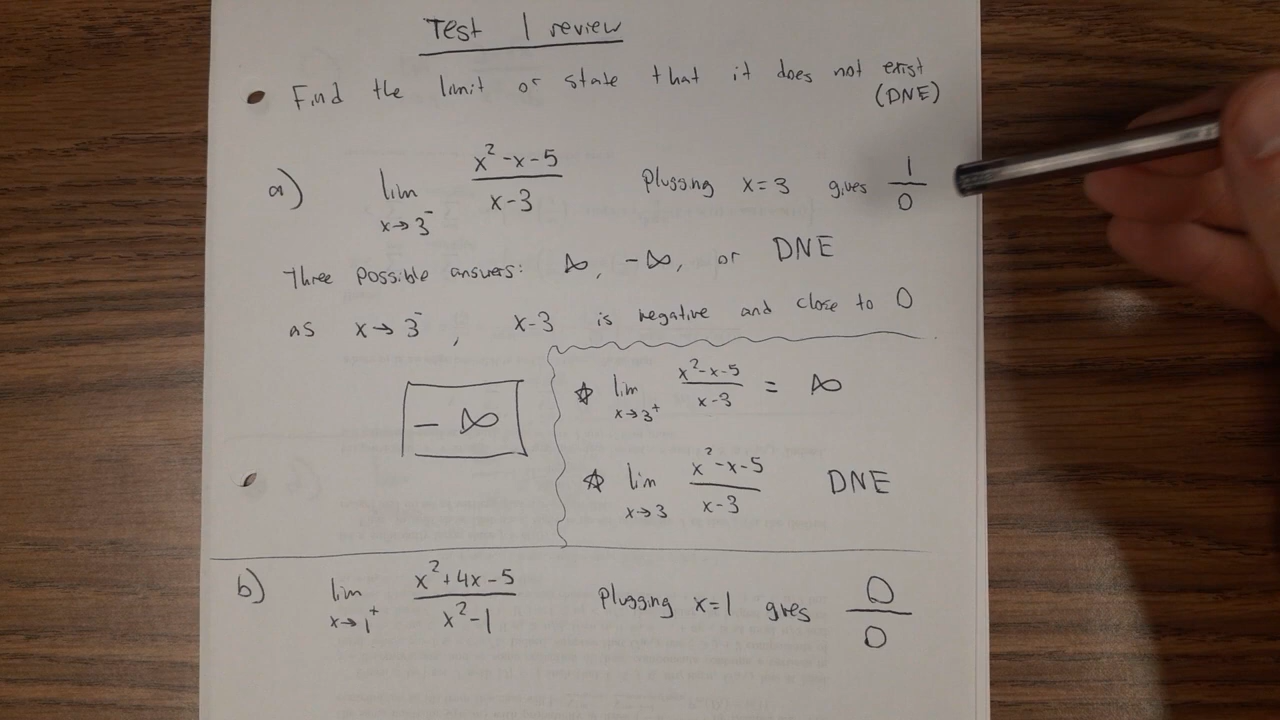 Test 1 review
Find the limit or state that it does not exist
(DNE)
a) lim x→3⁻ (x²-x-5)/(x-3) Plugging x=3 gives 1/0
Three possible answers: ∞, -∞, or DNE
as x→3⁻, x-3 is negative and close to 0
-∞
☆ lim x→3⁺ (x²-x-5)/(x-3) = ∞
☆ lim x→3 (x²-x-5)/(x-3) DNE
b) lim x→1⁺ (x²+4x-5)/(x²-1) Plugging x=1 gives 0/0